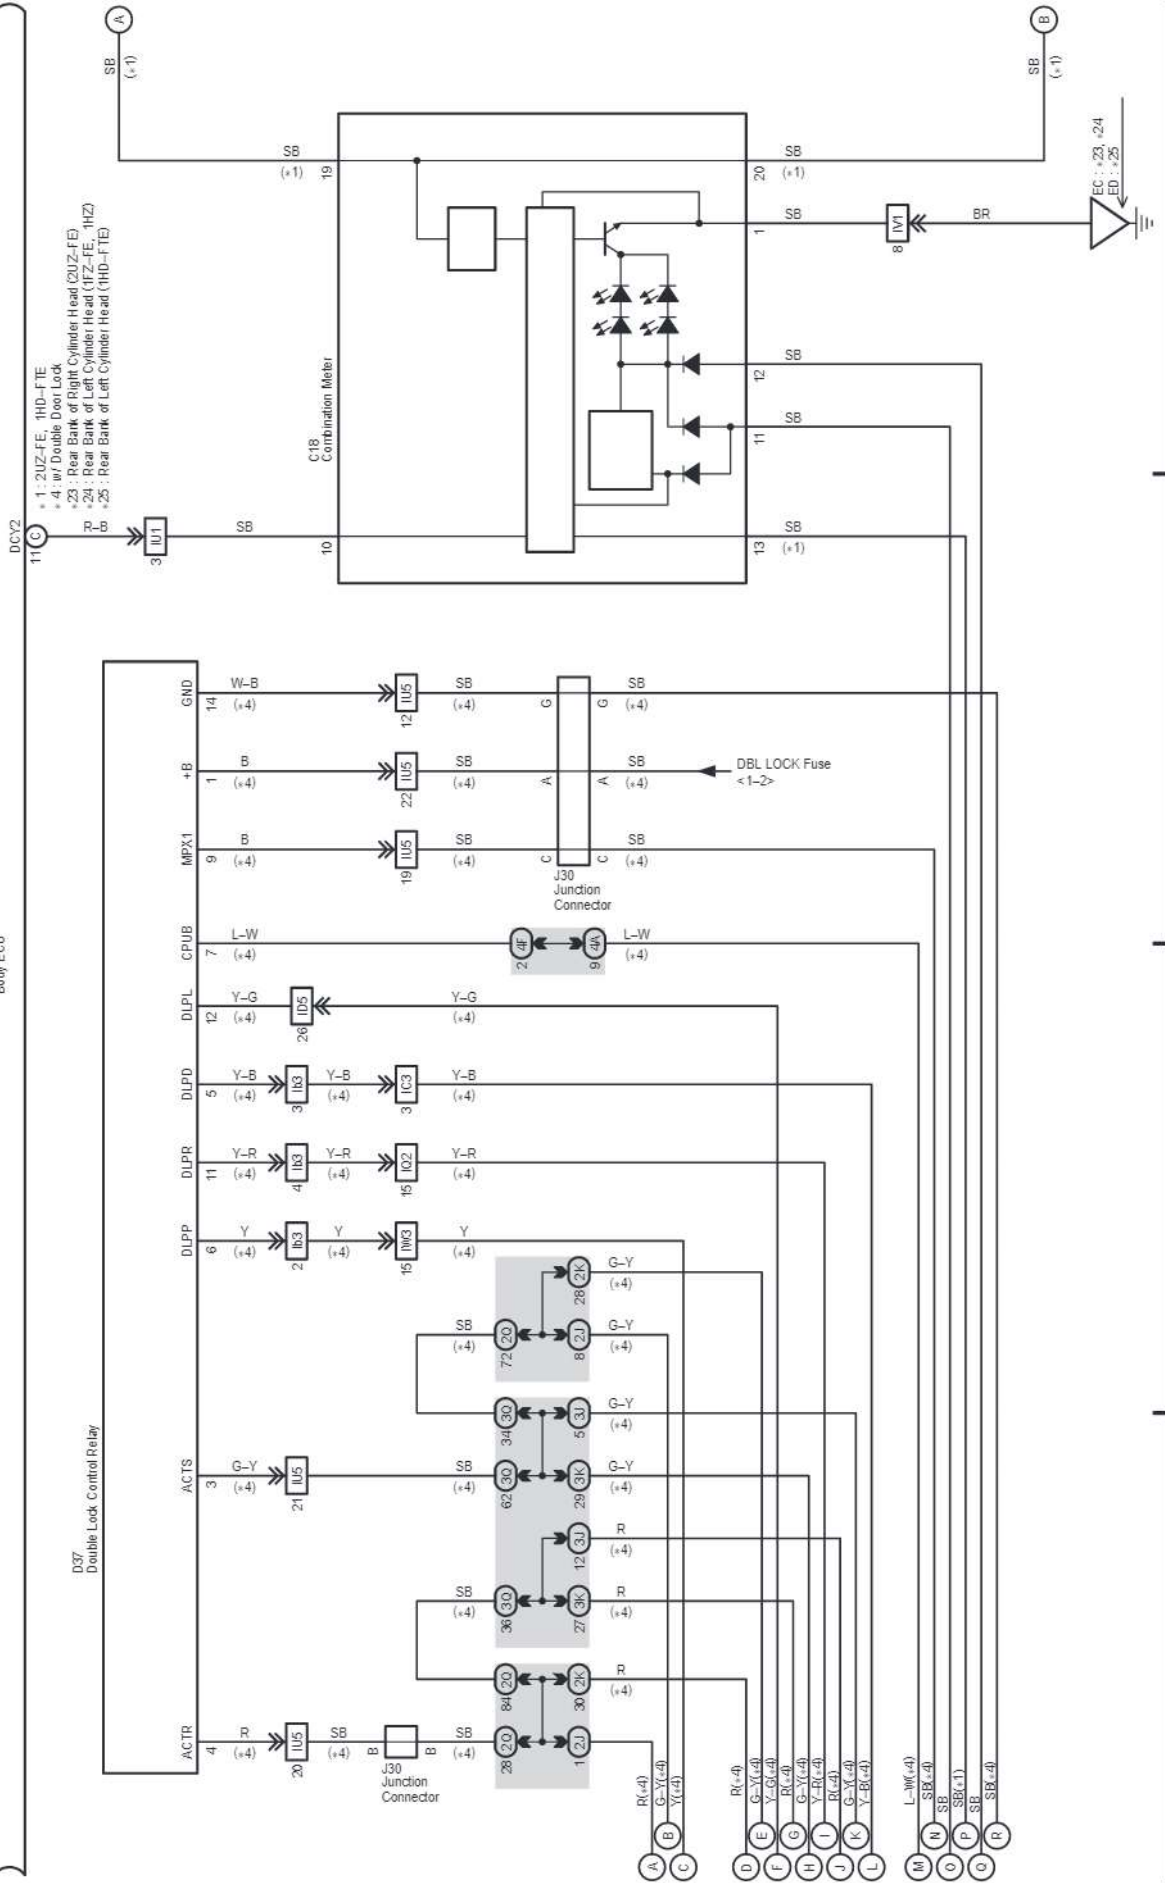 A
SB
(*1)
B
SB
(*1)
SB
(*1)
19
20
SB
(*1)
EC : *23, *24
ED : *25
* 1 : 2UZ–FE, 1HD–FTE
* 4 : w/ Double Door Lock
*23 : Rear Bank of Right Cylinder Head (2UZ–FE)
*24 : Rear Bank of Left Cylinder Head (1FZ–FE, 1HZ)
*25 : Rear Bank of Left Cylinder Head (1HD–FTE)
1
SB
8
IV1
BR
C18
Combination Meter
12
SB
11
SB
DCY2
11
C
R–B
3
IU1
SB
10
13
SB
(*1)
Body ECU
D37
Double Lock Control Relay
GND
14
W–B
(*4)
12
IU5
SB
(*4)
G
G
SB
(*4)
+B
1
B
(*4)
22
IU5
SB
(*4)
A
A
SB
(*4)
DBL LOCK Fuse
<1–2>
MPX1
9
B
(*4)
19
IU5
SB
(*4)
C
C
SB
(*4)
J30
Junction
Connector
CPUB
7
L–W
(*4)
2
4F
9
4A
L–W
(*4)
DLPL
12
Y–G
(*4)
26
ID5
Y–G
(*4)
DLPD
5
Y–B
(*4)
3
Ib3
Y–B
(*4)
3
IC3
Y–B
(*4)
DLPR
11
Y–R
(*4)
4
Ib3
Y–R
(*4)
15
IQ2
Y–R
(*4)
DLPP
6
Y
(*4)
2
Ib3
Y
(*4)
15
IW3
Y
(*4)
28
2K
G–Y
(*4)
SB
(*4)
72
2Q
8
2J
G–Y
(*4)
34
3Q
5
3J
G–Y
(*4)
ACTS
3
G–Y
(*4)
21
IU5
SB
(*4)
62
3Q
29
3K
G–Y
(*4)
12
3J
R
(*4)
SB
(*4)
36
3Q
27
3K
R
(*4)
84
2Q
30
2K
R
(*4)
ACTR
4
R
(*4)
20
IU5
SB
(*4)
B
B
J30
Junction
Connector
SB
(*4)
28
2Q
1
2J
R(*4)
A
G–Y(*4)
B
Y(*4)
C
R(*4)
D
G–Y(*4)
E
Y–G(*4)
F
R(*4)
G
G–Y(*4)
H
Y–R(*4)
I
R(*4)
J
G–Y(*4)
K
Y–B(*4)
L
L–W(*4)
M
SB(*4)
N
SB
O
SB(*1)
P
SB
Q
SB(*4)
R